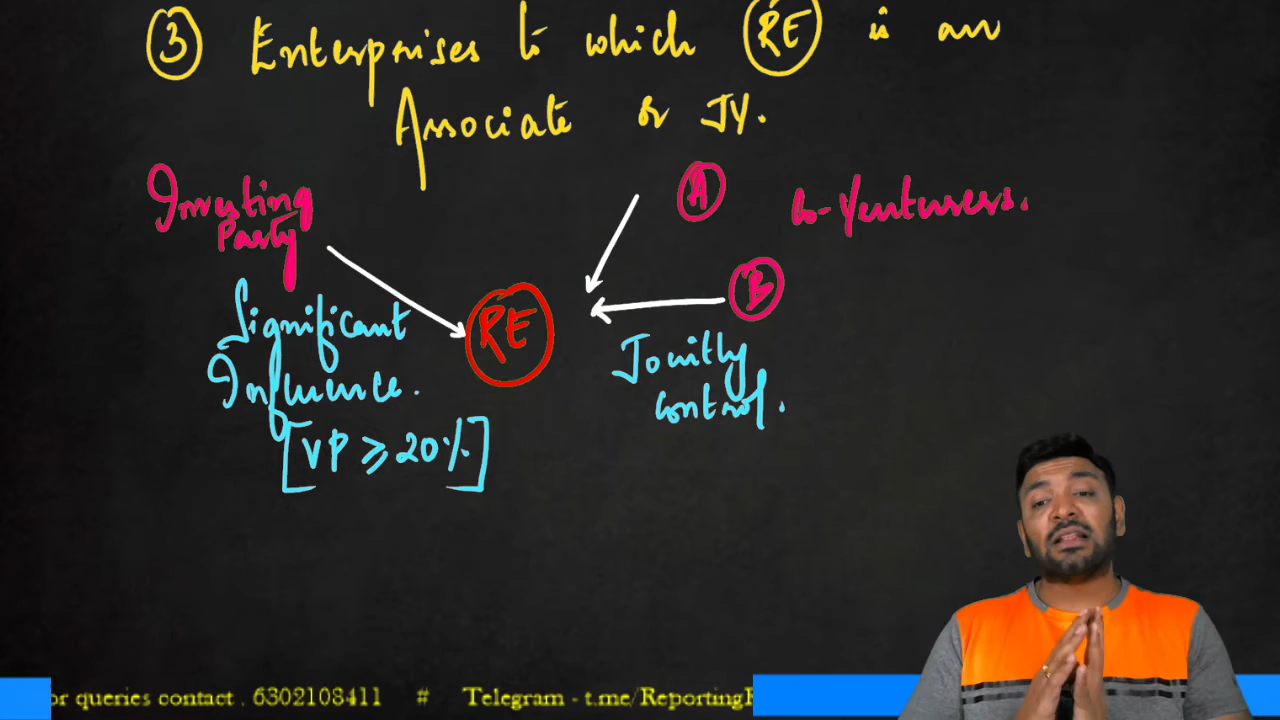 3 Enterprises to which RE is an
Associate or JV.
Investing
Party
A
Co-Venturers.
B
Significant
Influence.
[VP ≥ 20%]
RE
Jointly
control.
or queries contact . 6302108411 # Telegram - t.me/Reporting